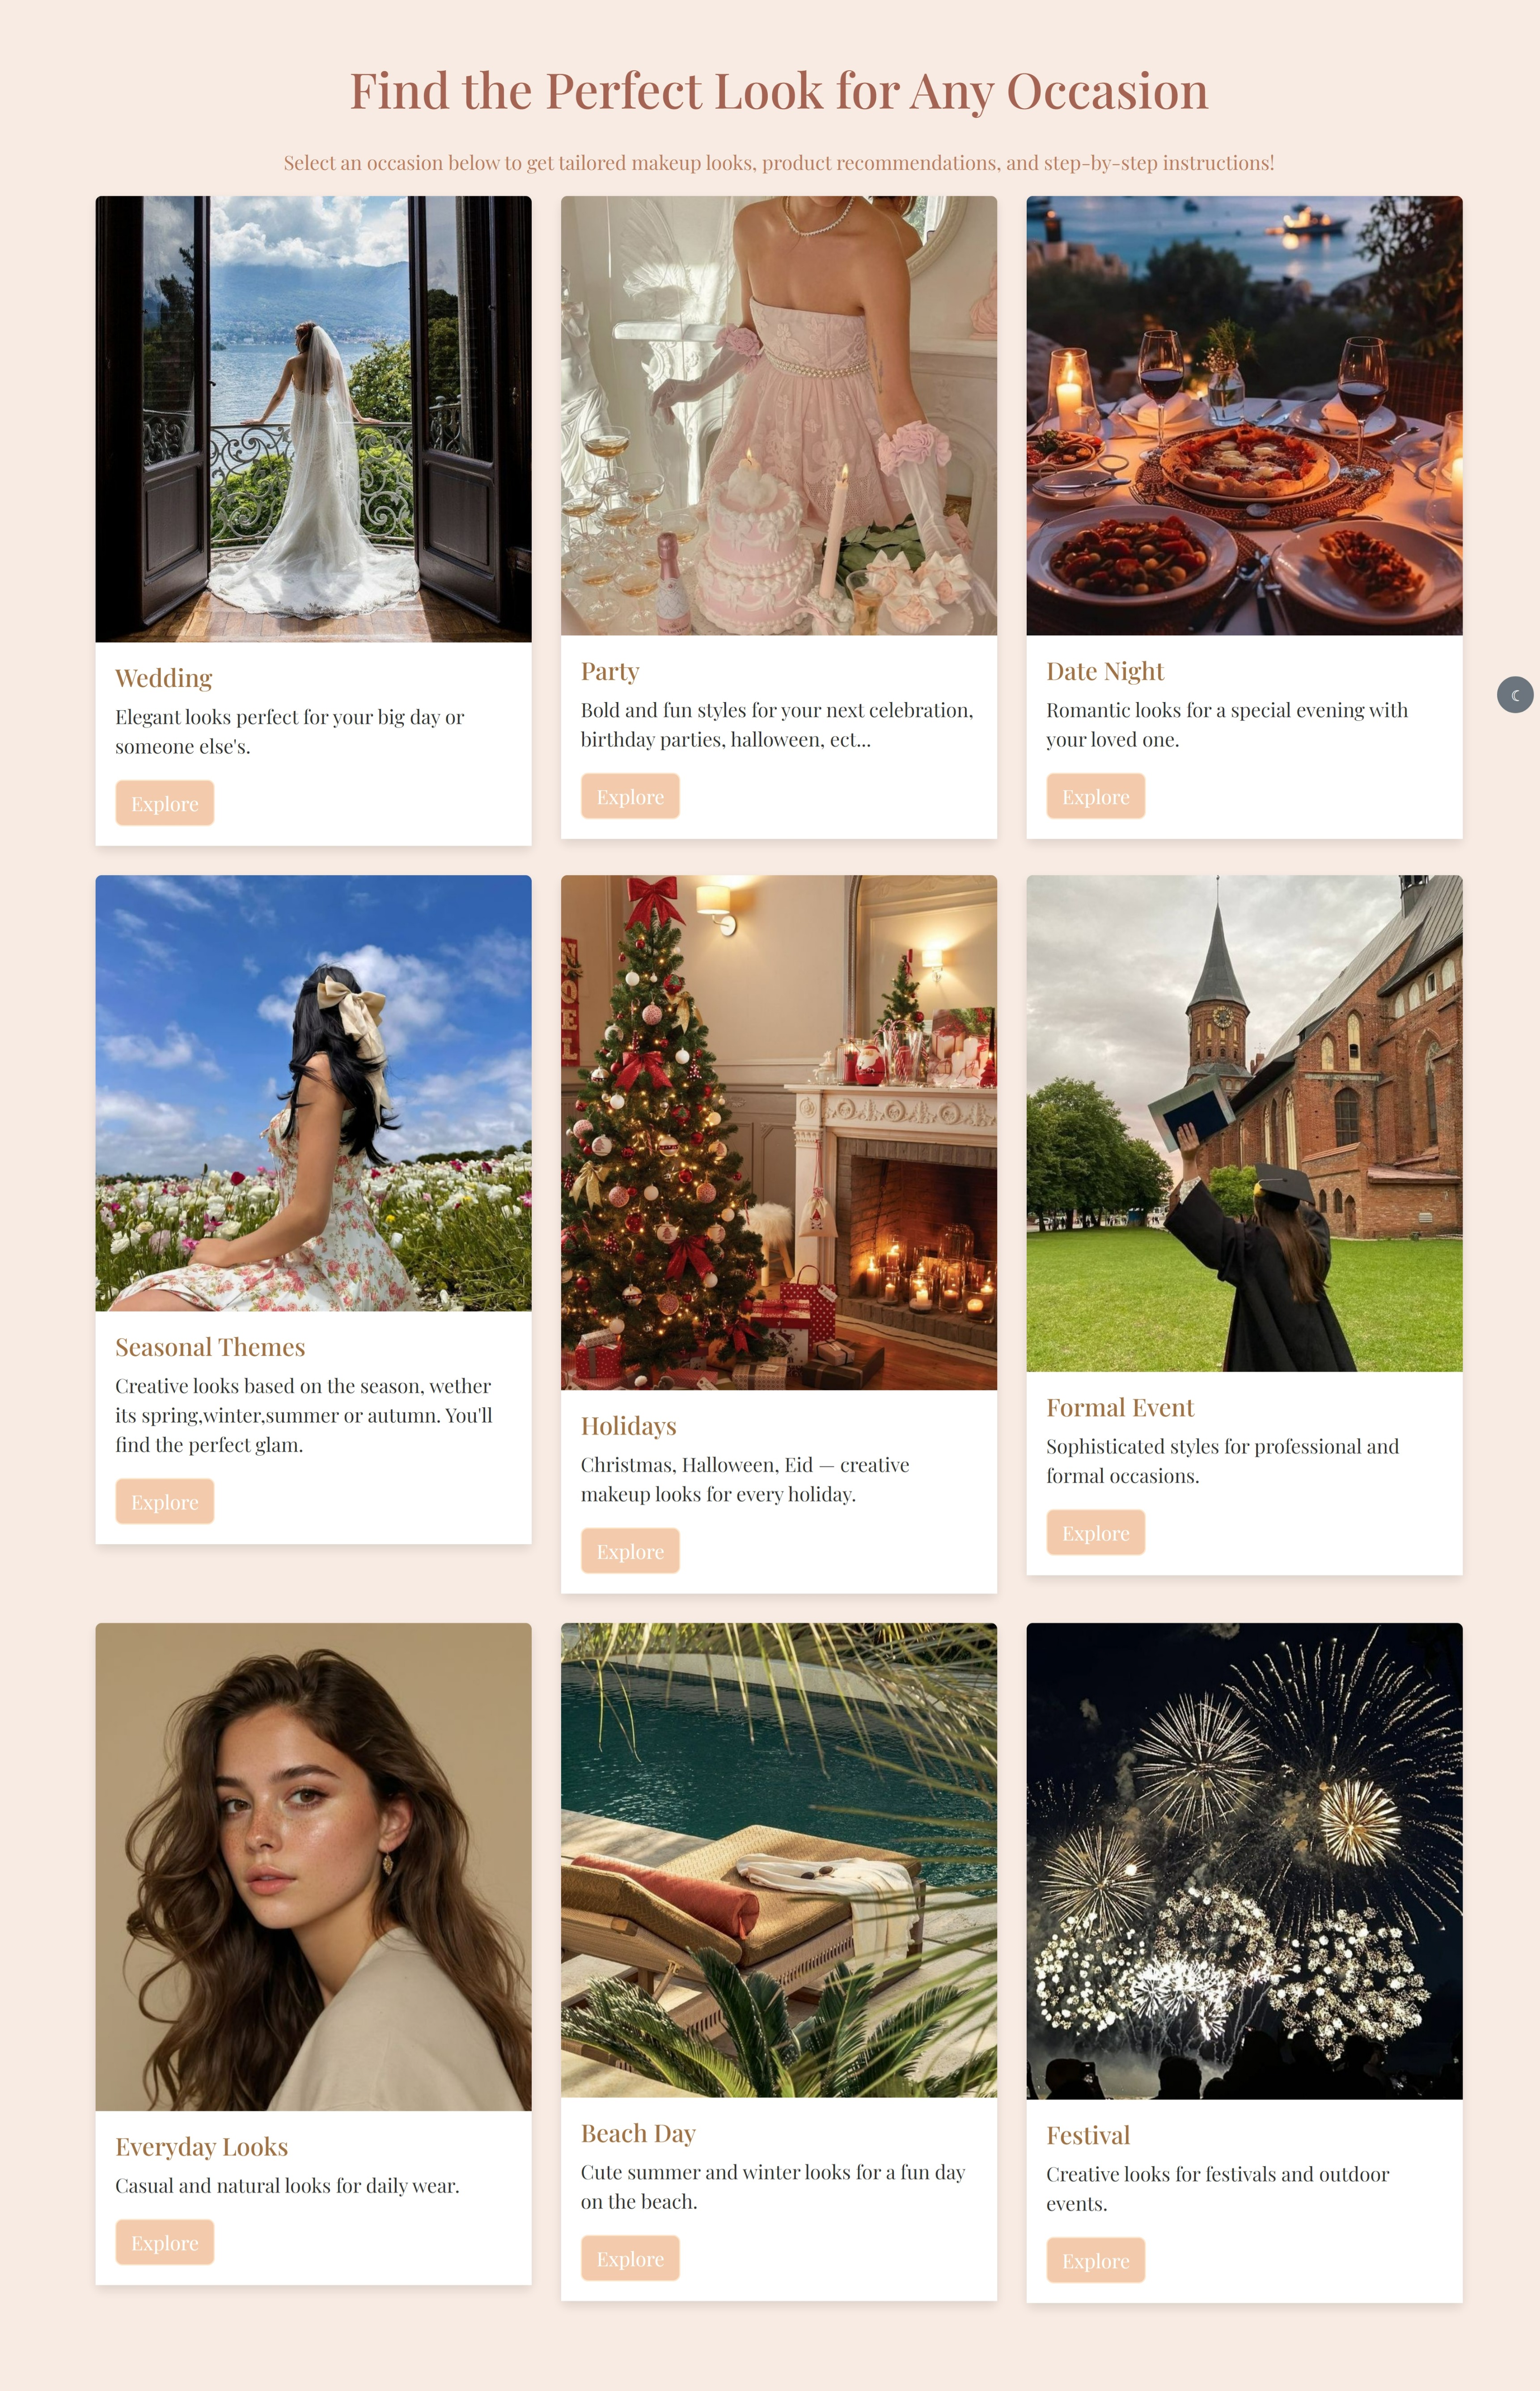 Find the Perfect Look for Any Occasion
Select an occasion below to get tailored makeup looks, product recommendations, and step-by-step instructions!
Wedding
Elegant looks perfect for your big day or
someone else's.
Explore
Party
Bold and fun styles for your next celebration,
birthday parties, halloween, ect...
Explore
Date Night
Romantic looks for a special evening with
your loved one.
Explore
Seasonal Themes
Creative looks based on the season, wether
its spring,winter,summer or autumn. You'll
find the perfect glam.
Explore
Holidays
Christmas, Halloween, Eid — creative
makeup looks for every holiday.
Explore
Formal Event
Sophisticated styles for professional and
formal occasions.
Explore
Everyday Looks
Casual and natural looks for daily wear.
Explore
Beach Day
Cute summer and winter looks for a fun day
on the beach.
Explore
Festival
Creative looks for festivals and outdoor
events.
Explore